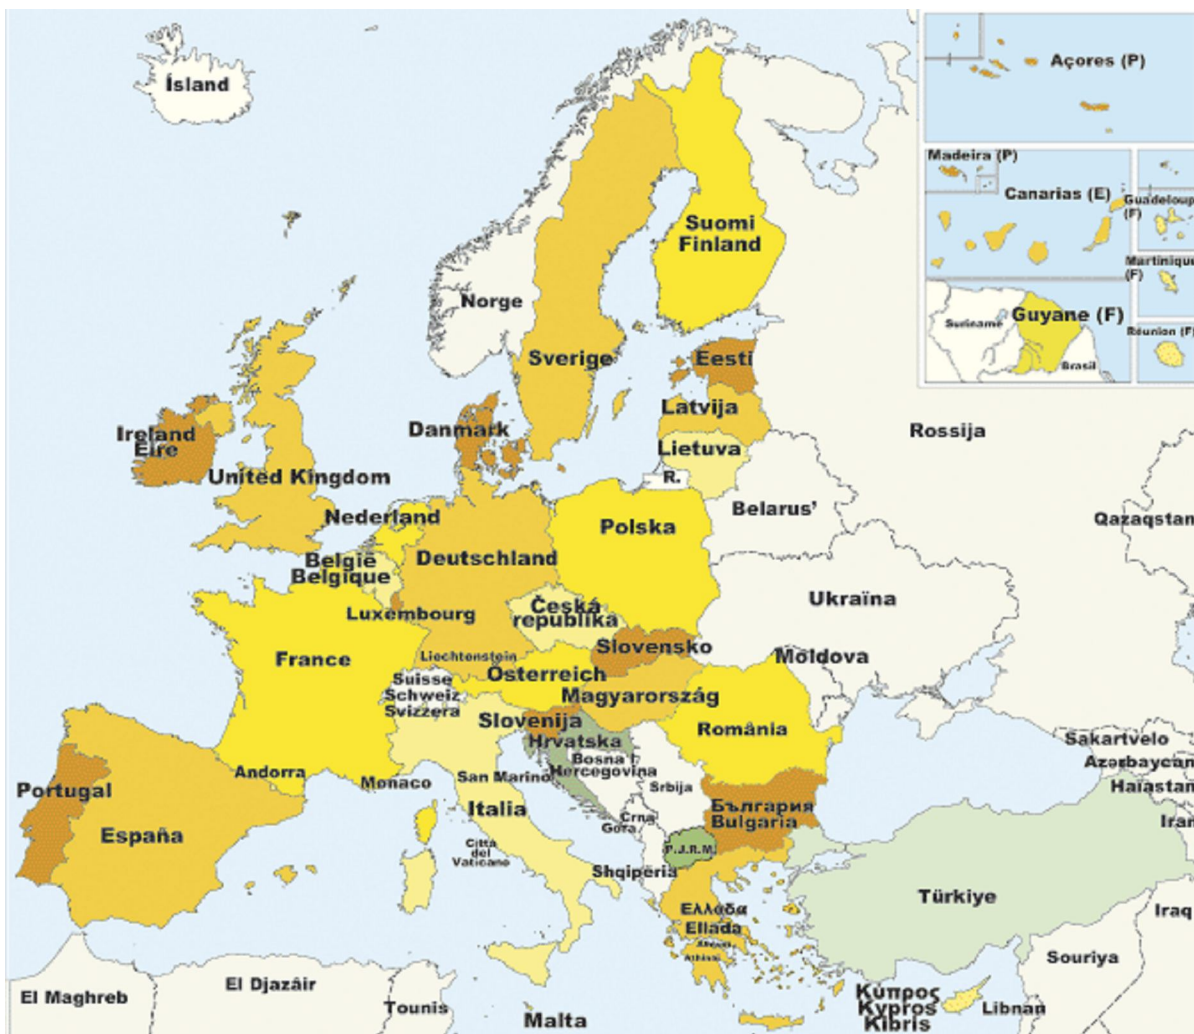 Ísland
Açores (P)
Madeira (P)
Canarias (E)
Guadeloup
(F)
Martinique
(F)
Guyane (F)
Suriname
Brasil
Réunion (F)
Suomi
Finland
Norge
Sverige
Eesti
Latvija
Lietuva
R.
Rossija
Danmark
Ireland
Eire
United Kingdom
Nederland
België
Belgique
Deutschland
Polska
Belarus'
Qazaqstan
Luxembourg
Česká
republika
Ukraïna
Slovensko
France
Liechtenstein
Moldova
Österreich
Suisse
Schweiz
Svizzera
Magyarország
Slovenija
România
Hrvatska
Sakartvelo
Azərbaycan
Haïastan
Iran
Andorra
Monaco
San Marino
Bosna I
Hercegovina
Srbija
Portugal
España
Italia
България
Bulgaria
Crna
Gora
P.J.R.M.
Città
del
Vaticano
Shqipëria
Türkiye
Ελλαδα
Ellada
Iraq
Souriya
El Maghreb
El Djazâir
Tounis
Malta
Κύπρος
Kypros
Kibris
Libnan